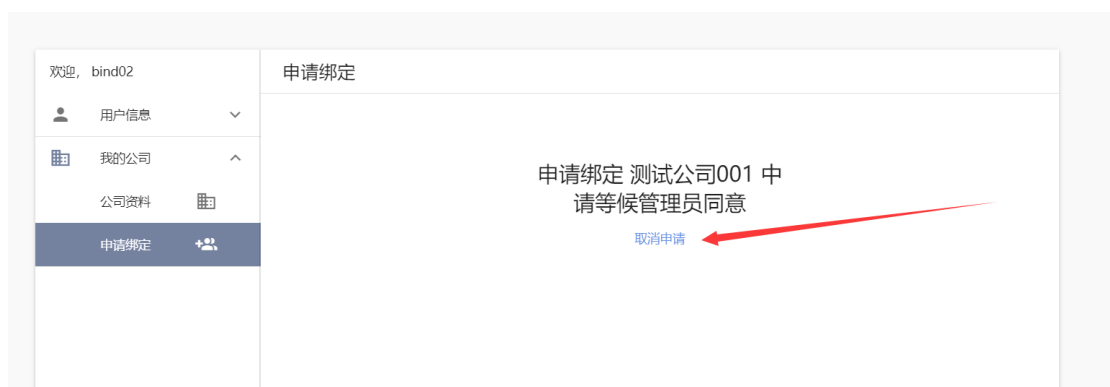 欢迎, bind02
用户信息
我的公司
公司资料
申请绑定
申请绑定
申请绑定 测试公司001 中
请等候管理员同意
取消申请